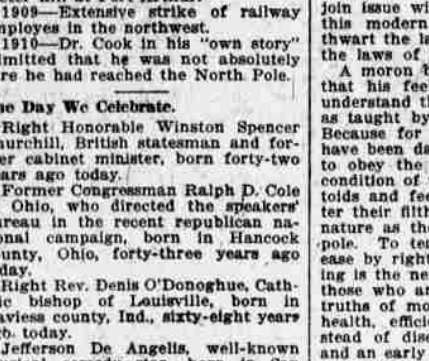 1909—Extensive strike of railway
mployes in the northwest.
1910—Dr. Cook in his "own story"
dmitted that he was not absolutely
re he had reached the North Pole.
e Day We Celebrate.
Right Honorable Winston Spencer
urchill, British statesman and for-
er cabinet minister, born forty-two
ars ago today.
Former Congressman Ralph D. Cole
Ohio, who directed the speakers'
reau in the recent republican na-
onal campaign, born in Hancock
unty, Ohio, forty-three years ago
day.
Right Rev. Denis O'Donoghue, Cath-
ic bishop of Louisville, born in
aviess county, Ind., sixty-eight years
o. today.
Jefferson De Angelis, well-known
join issue wi
this modern
thwart the la
the laws of
A moron b
that his fee
understand th
as taught by
Because for
have been da
to obey the
condition of
toids and fee
ter their filth
nature as the
pole. To ten
ease by right
ing is the ne
those who ar
truths of mo
health, effici
stead of dise
and an early